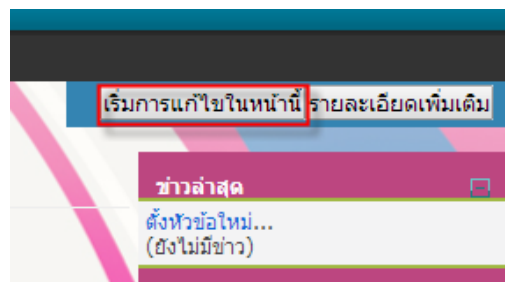 เริ่มการแก้ไขในหน้านี้ รายละเอียดเพิ่มเติม
ข่าวล่าสุด
ตั้งหัวข้อใหม่...
(ยังไม่มีข่าว)